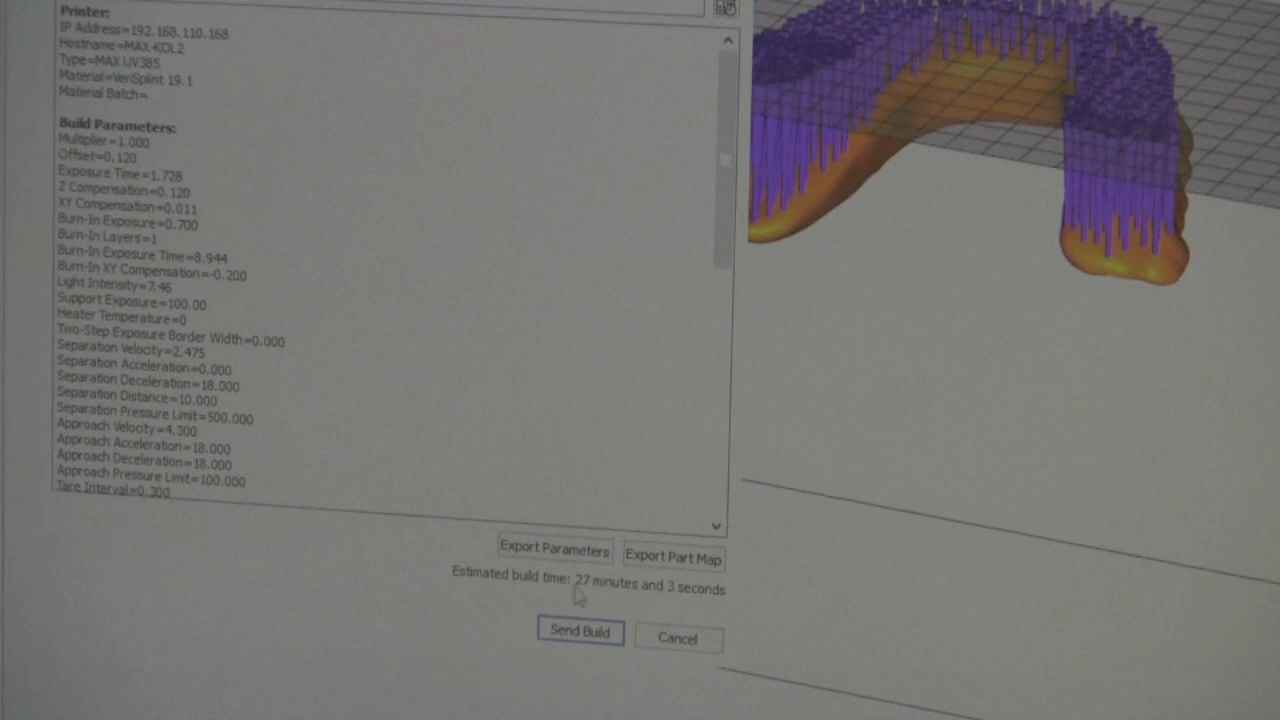 Printer:
IP Address=192.168.110.168
Hostname=MAX-KOL2
Type=MAX UV385
Material=VeriSplint 19.1
Material Batch=
Build Parameters:
Multiplier=1.000
Offset=0.120
Exposure Time=1.728
Z Compensation=0.120
XY Compensation=0.011
Burn-In Exposure=0.700
Burn-In Layers=1
Burn-In Exposure Time=8.944
Burn-In XY Compensation=-0.200
Light Intensity=7.46
Support Exposure=100.00
Heater Temperature=0
Two-Step Exposure Border Width=0.000
Separation Velocity=2.475
Separation Acceleration=0.000
Separation Deceleration=18.000
Separation Distance=10.000
Separation Pressure Limit=500.000
Approach Velocity=4.300
Approach Acceleration=18.000
Approach Deceleration=18.000
Approach Pressure Limit=100.000
Tare Interval=0.300
Export Parameters Export Part Map
Estimated build time: 27 minutes and 3 seconds
Send Build Cancel